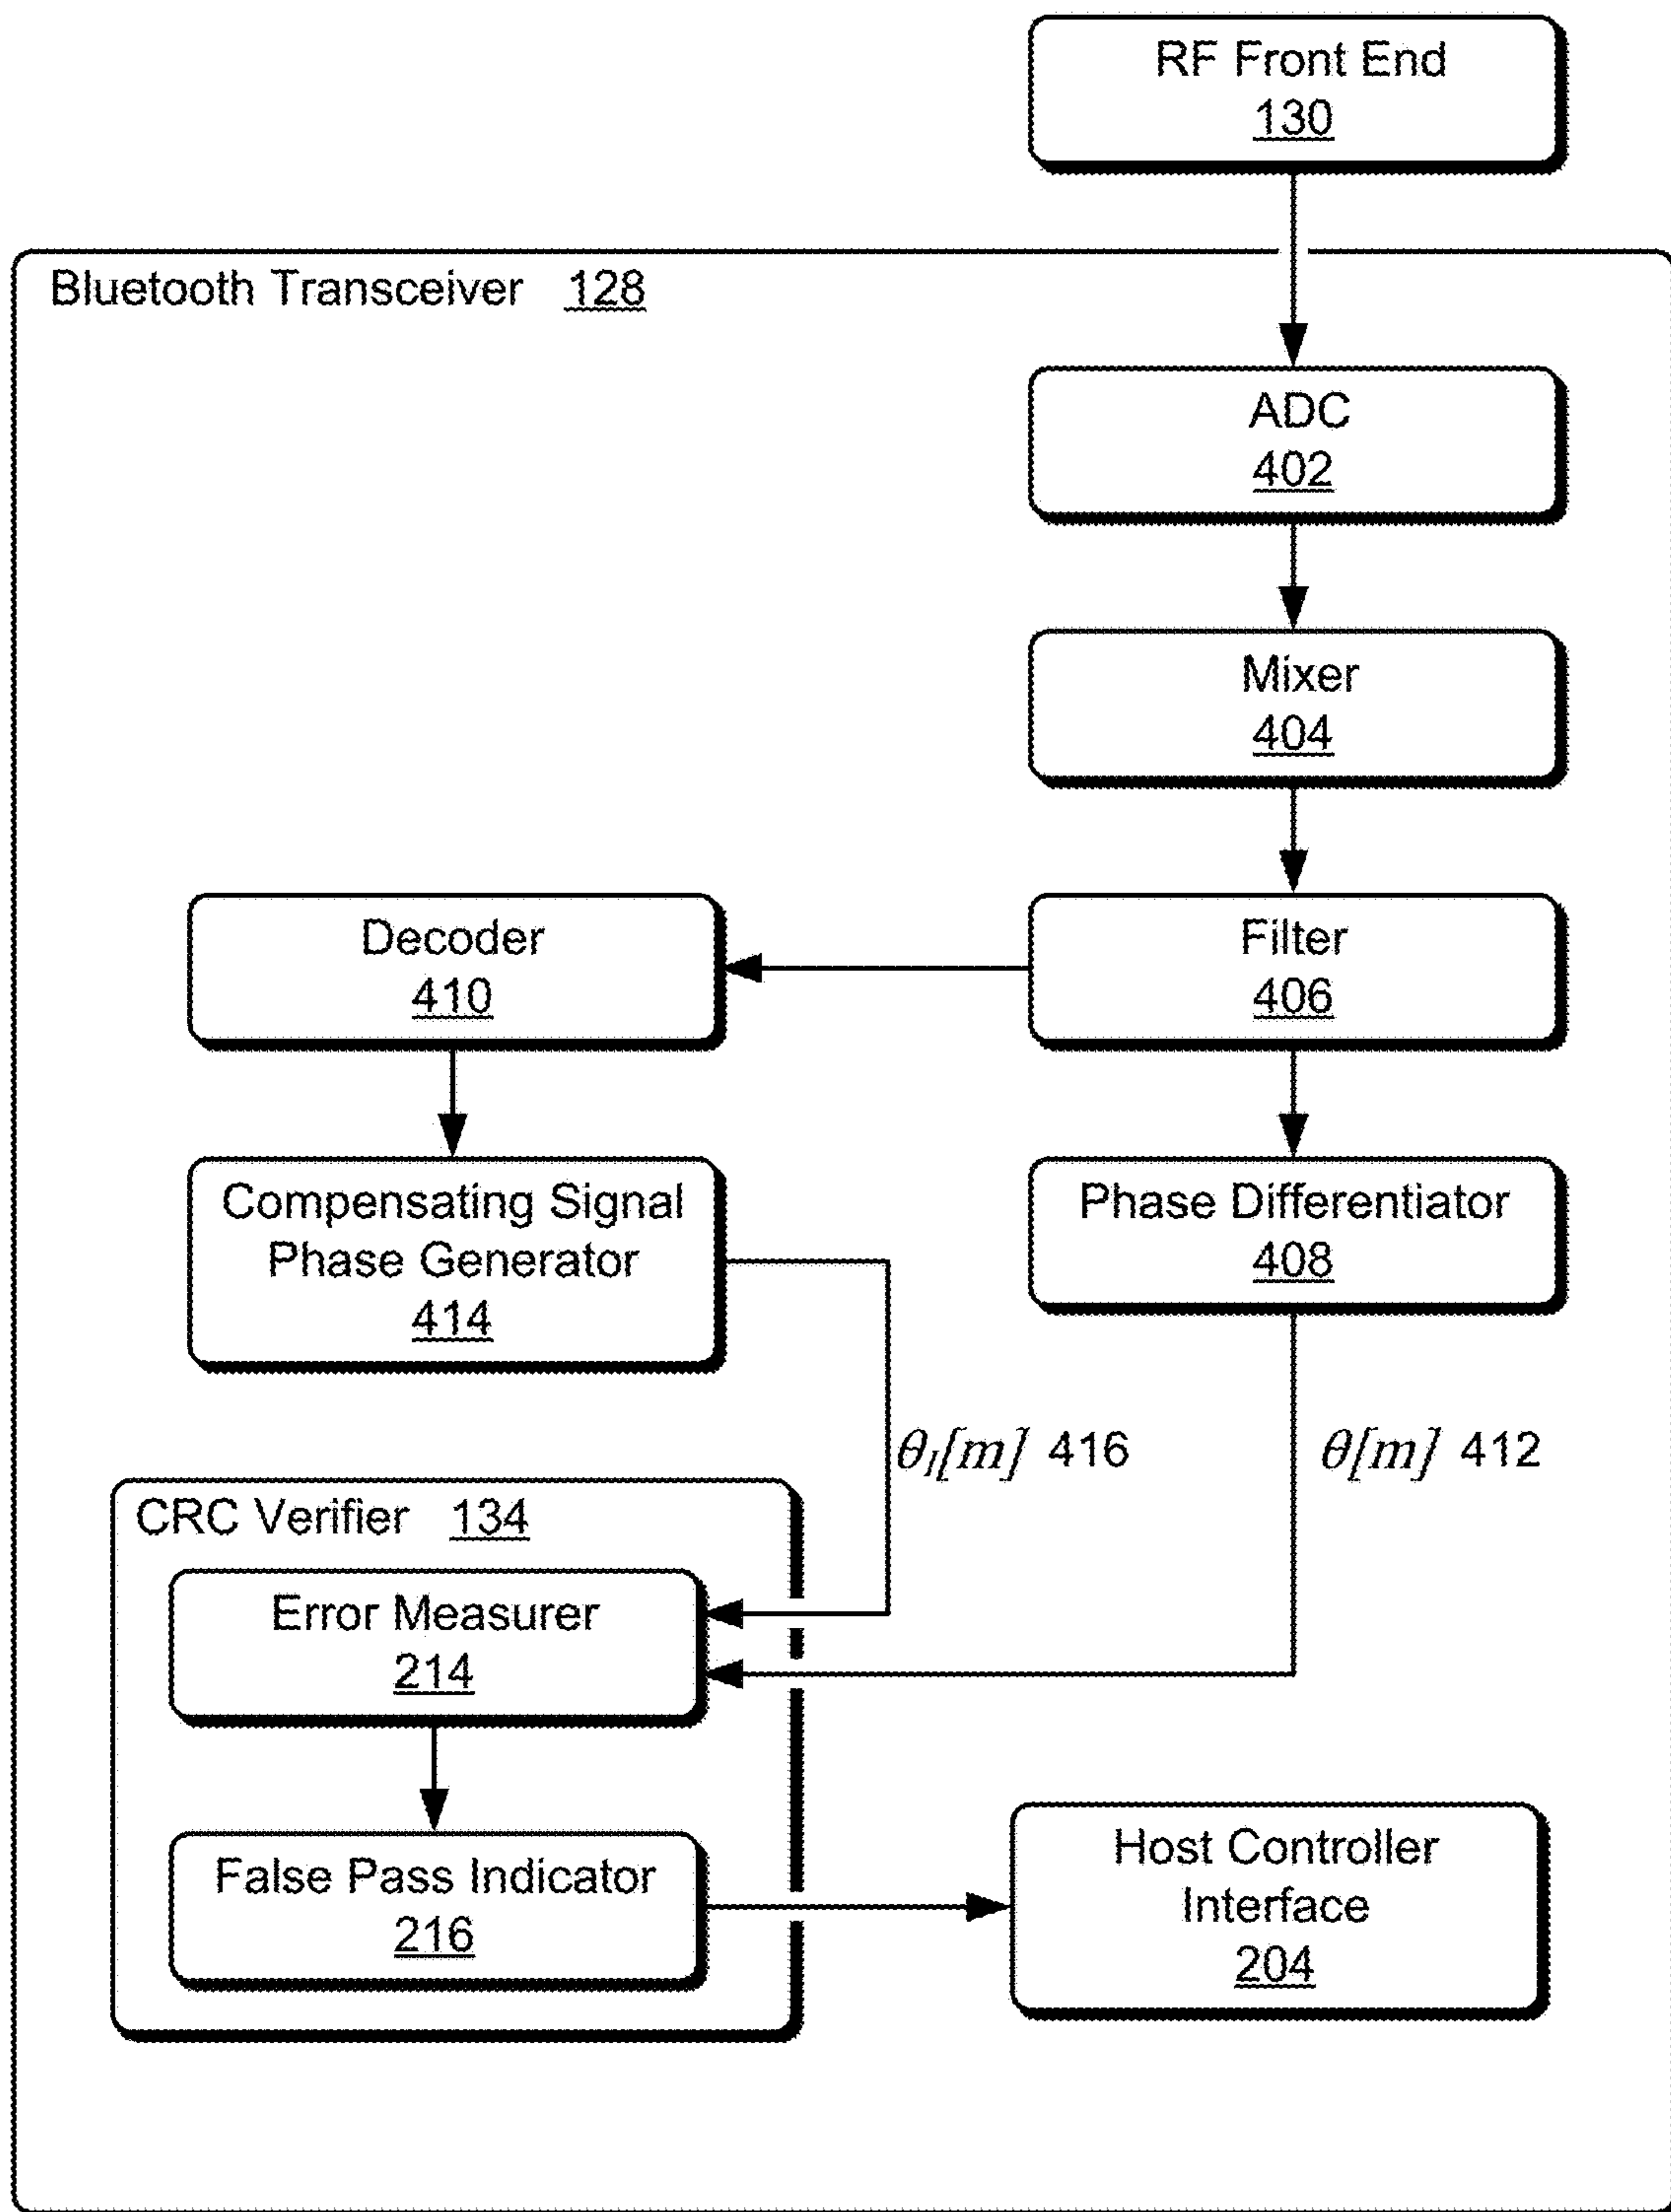 RF Front End
130
Bluetooth Transceiver 128
ADC
402
Mixer
404
Decoder
410
Filter
406
Compensating Signal
Phase Generator
414
Phase Differentiator
408
θI[m] 416
θ[m] 412
CRC Verifier 134
Error Measurer
214
False Pass Indicator
216
Host Controller
Interface
204